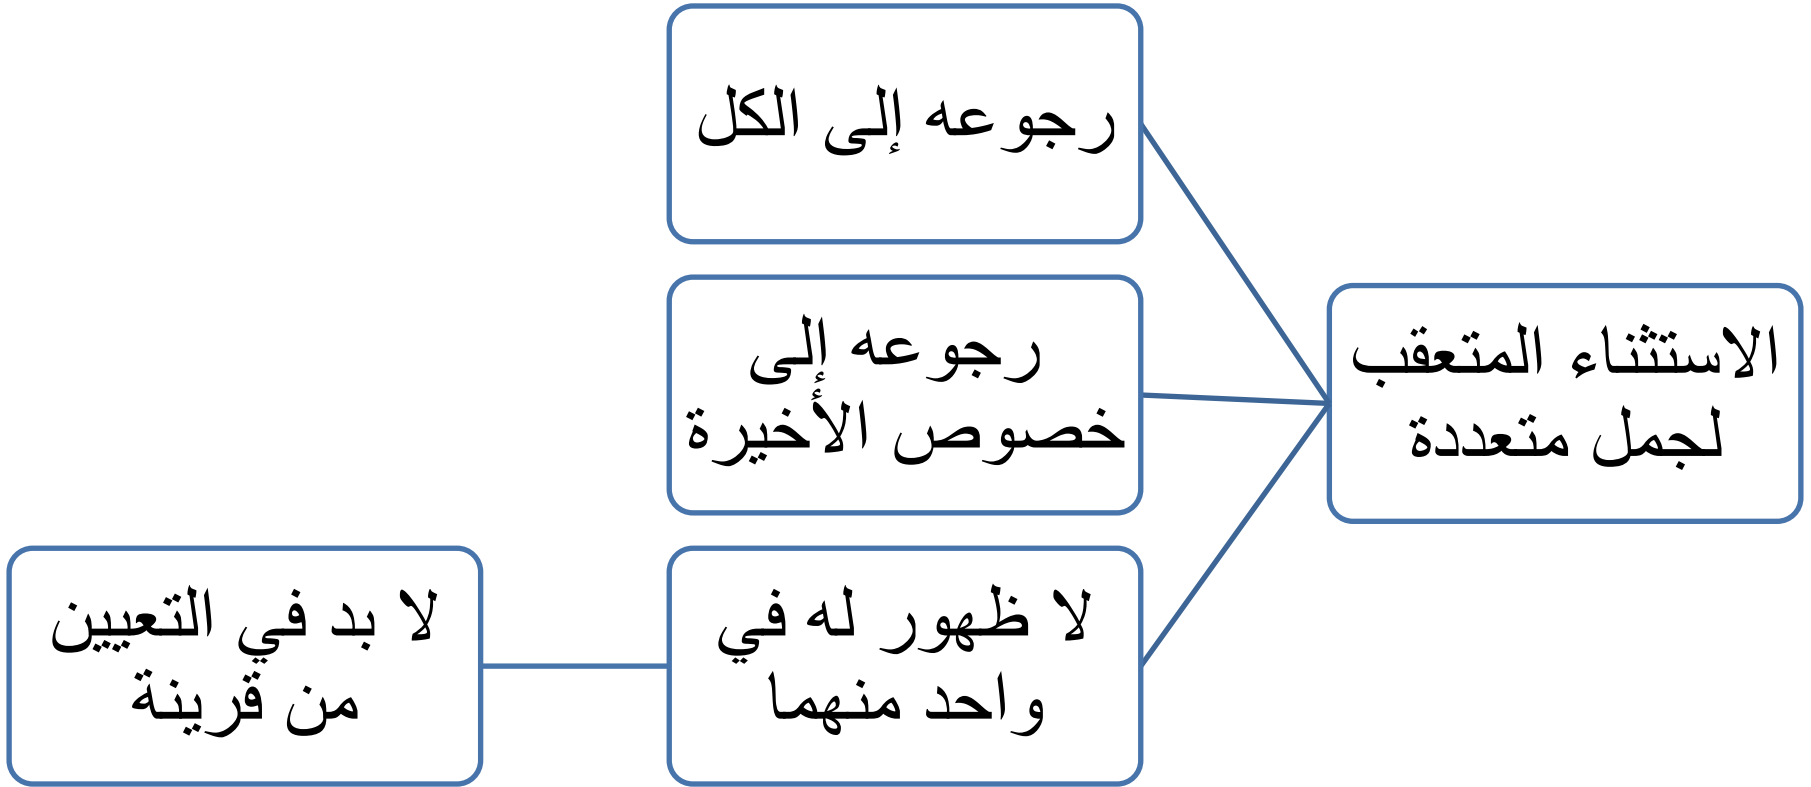 الاستثناء المتعقب
لجمل متعددة
رجوعه إلى الكل
رجوعه إلى
خصوص الأخيرة
لا ظهور له في
واحد منهما
لا بد في التعيين
من قرينة